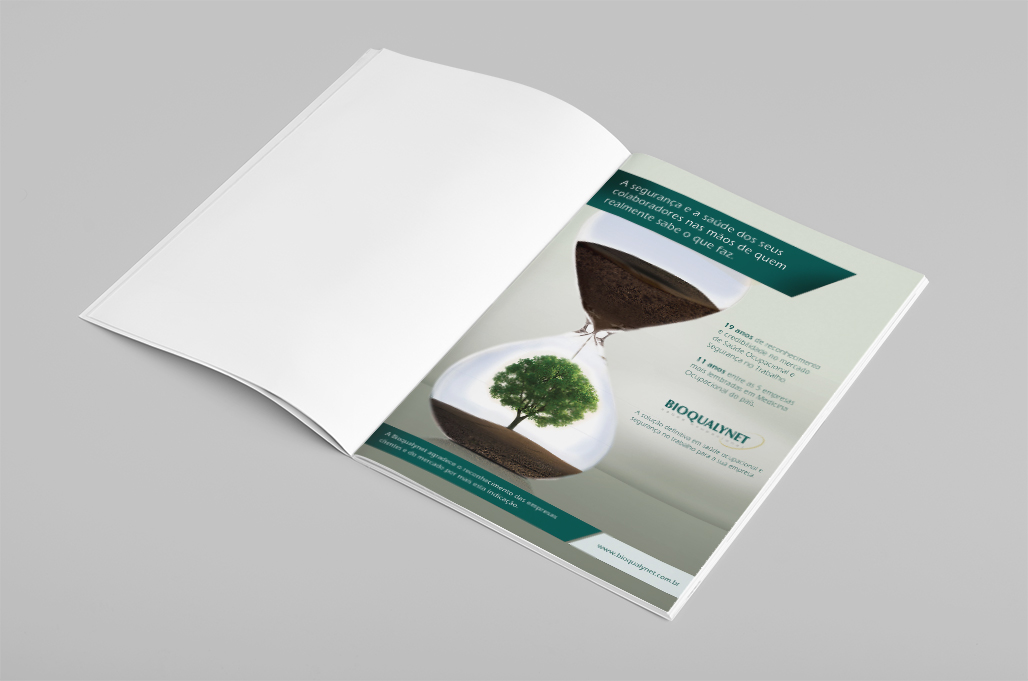 A segurança e a saúde dos seus
colaboradores nas mãos de quem
realmente sabe o que faz.
19 anos de reconhecimento
e credibilidade no mercado
de Saúde Ocupacional e
Segurança no Trabalho.
11 anos entre as 5 empresas
mais lembradas em Medicina
Ocupacional do país.
BIOQUALYNET
A solução definitiva em saúde ocupacional e
segurança no trabalho para a sua empresa
A Bioqualynet agradece o reconhecimento das empresas
clientes e do mercado por mais esta indicação.
www.bioqualynet.com.br